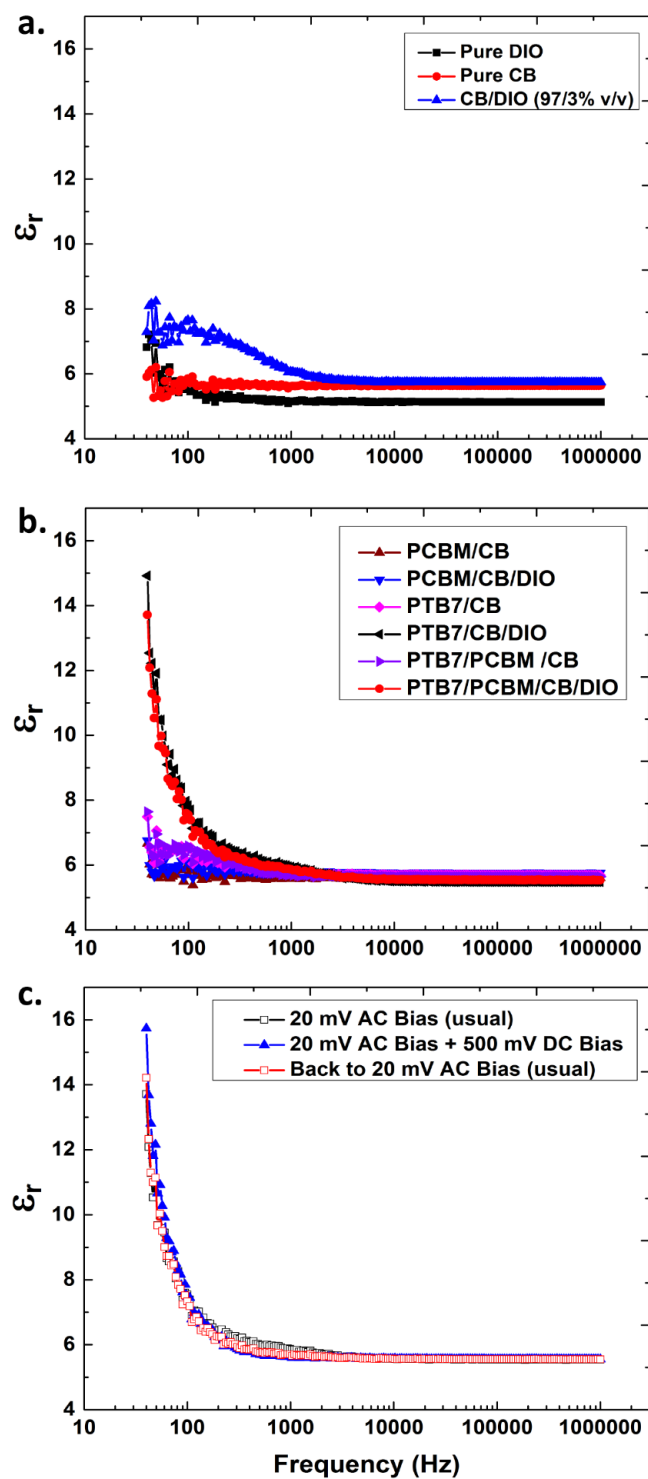 a.
Pure DIO
Pure CB
CB/DIO (97/3% v/v)
16
14
12
10
8
6
4
εr
10 100 1000 10000 100000 1000000
b.
PCBM/CB
PCBM/CB/DIO
PTB7/CB
PTB7/CB/DIO
PTB7/PCBM /CB
PTB7/PCBM/CB/DIO
16
14
12
10
8
6
4
εr
10 100 1000 10000 100000 1000000
c.
20 mV AC Bias (usual)
20 mV AC Bias + 500 mV DC Bias
Back to 20 mV AC Bias (usual)
16
14
12
10
8
6
4
εr
10 100 1000 10000 100000 1000000
Frequency (Hz)